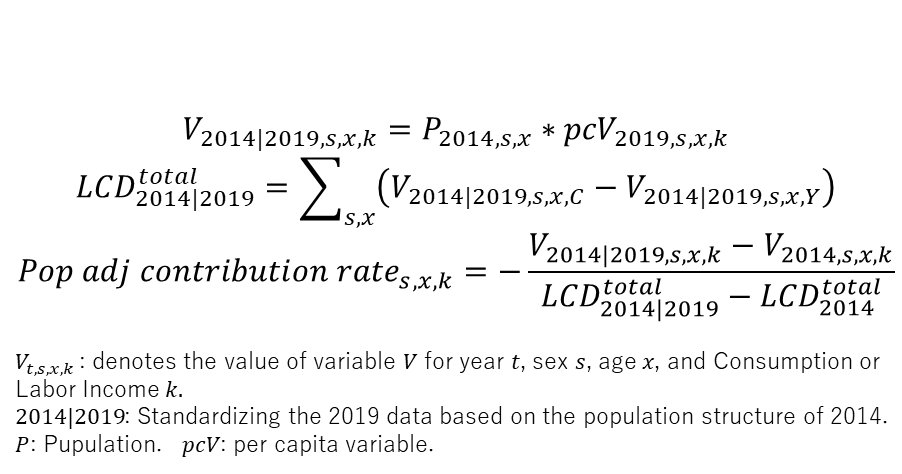 V_{2014|2019,s,x,k} = P_{2014,s,x} * pcV_{2019,s,x,k}
LCD^{total}_{2014|2019} = ∑_{s,x} (V_{2014|2019,s,x,C} − V_{2014|2019,s,x,Y})
Pop adj contribution rate_{s,x,k} = − \frac{V_{2014|2019,s,x,k} − V_{2014,s,x,k}}{LCD^{total}_{2014|2019} − LCD^{total}_{2014}}
V_{t,s,x,k} : denotes the value of variable V for year t, sex s, age x, and Consumption or
Labor Income k.
2014|2019: Standardizing the 2019 data based on the population structure of 2014.
P: Pupulation. pcV: per capita variable.